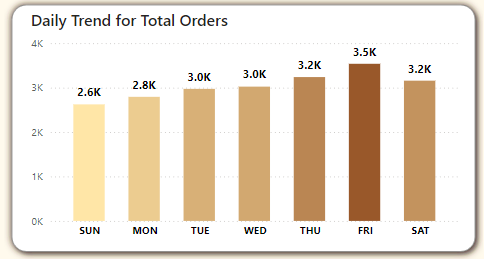 Daily Trend for Total Orders
4K
3K
2K
1K
0K
2.6K
2.8K
3.0K
3.0K
3.2K
3.5K
3.2K
SUN MON TUE WED THU FRI SAT